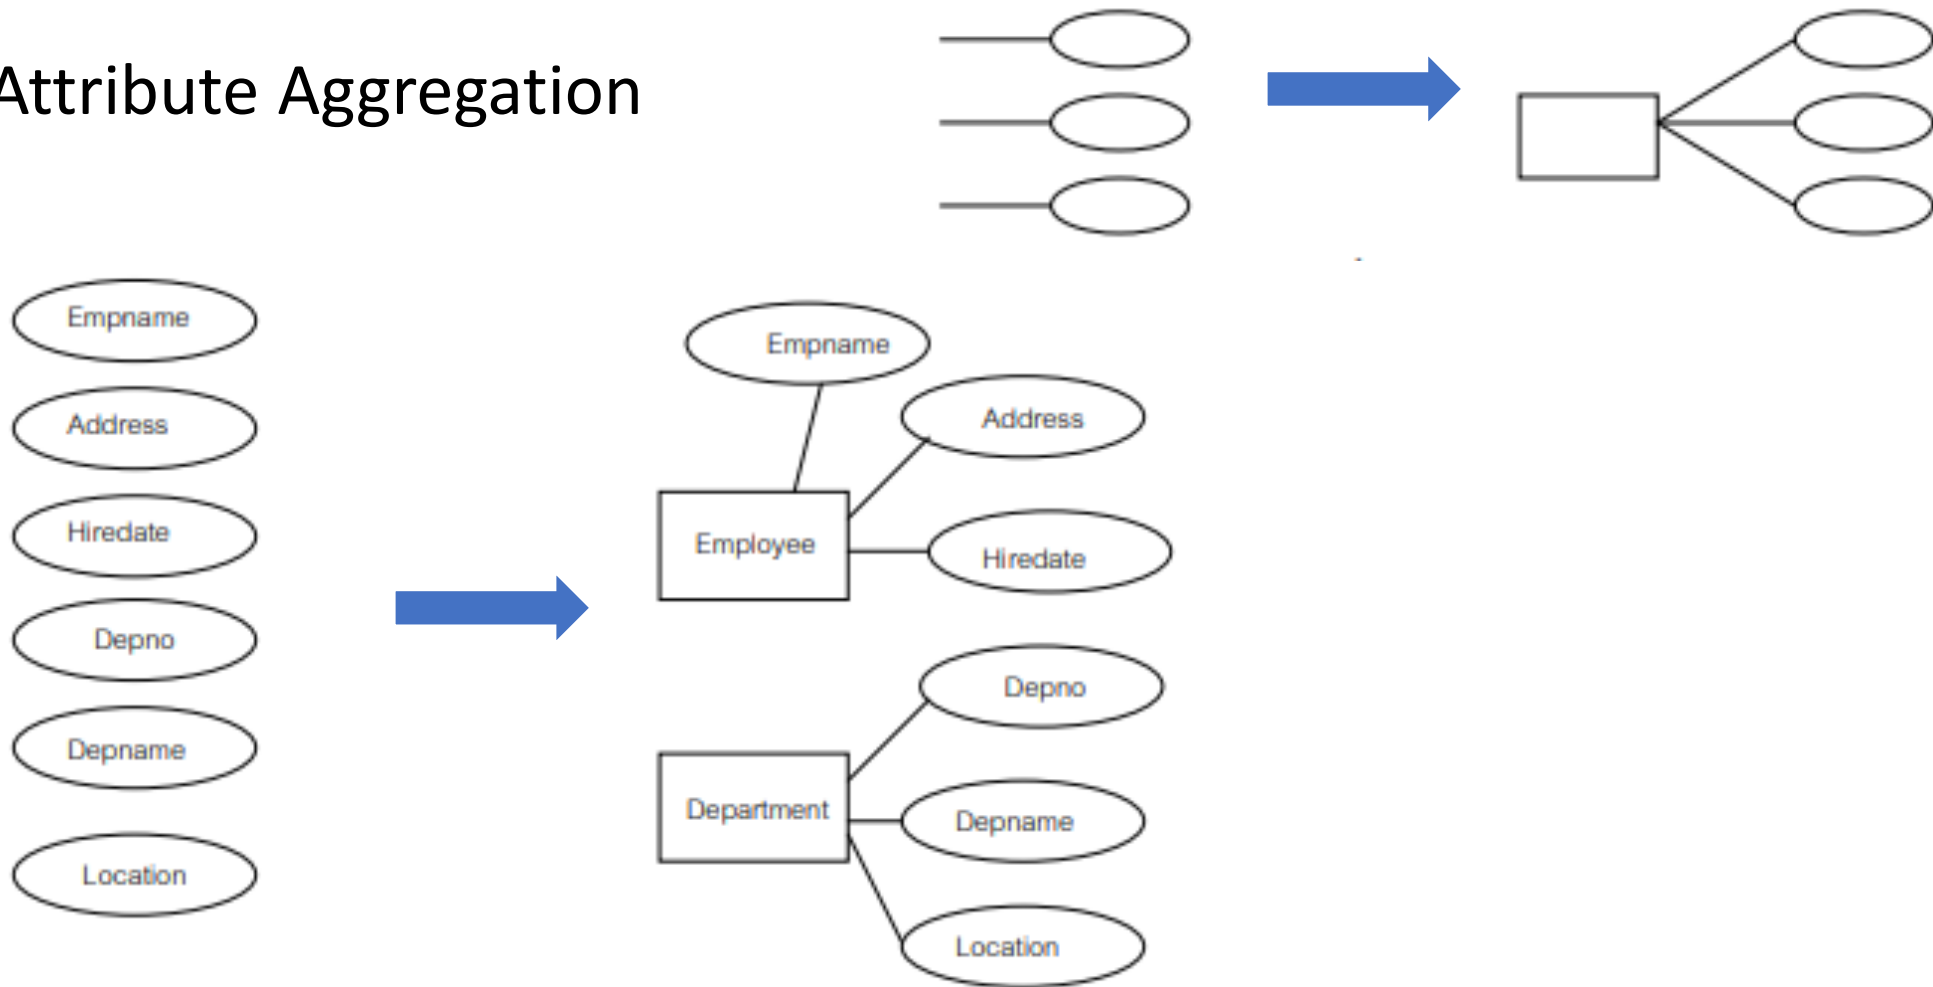 Attribute Aggregation
Empname
Address
Hiredate
Depno
Depname
Location
Empname
Address
Employee
Hiredate
Depno
Department
Depname
Location